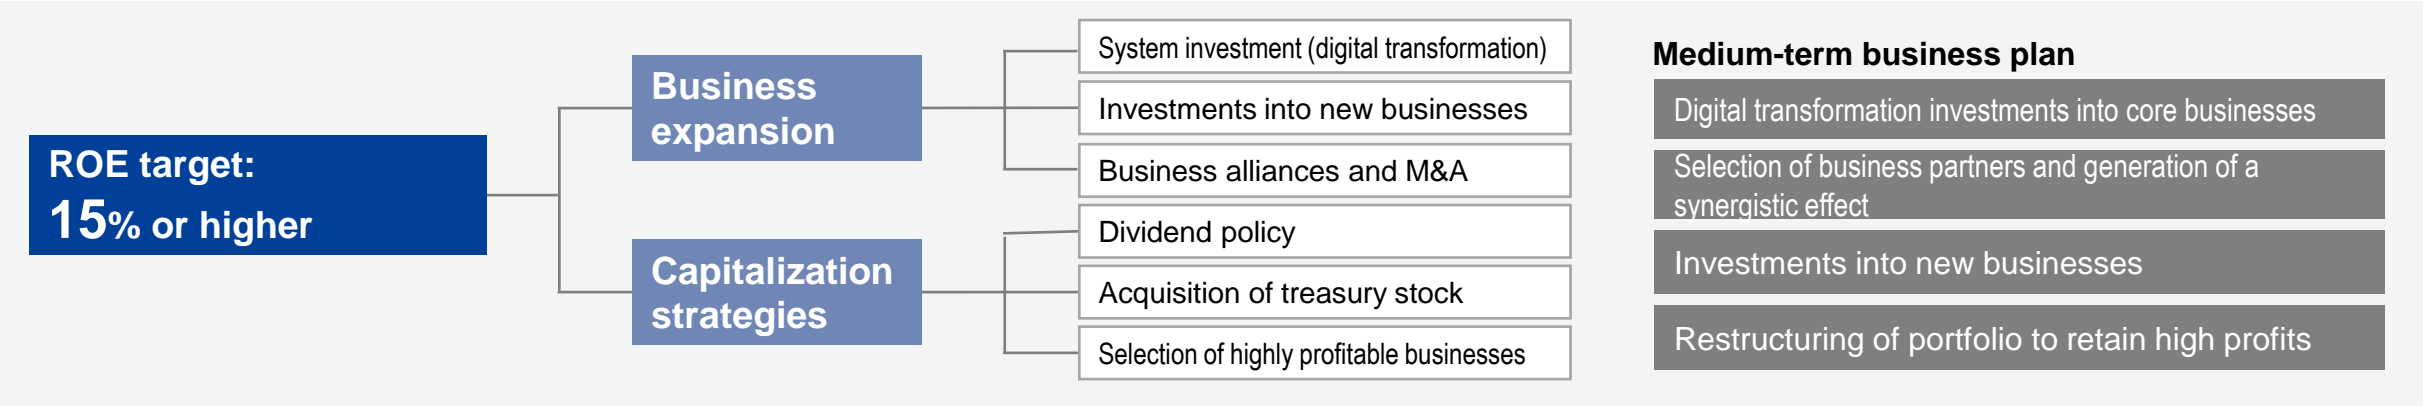 ROE target:
15% or higher
Business
expansion
Capitalization
strategies
System investment (digital transformation)
Investments into new businesses
Business alliances and M&A
Dividend policy
Acquisition of treasury stock
Selection of highly profitable businesses
Medium-term business plan
Digital transformation investments into core businesses
Selection of business partners and generation of a
synergistic effect
Investments into new businesses
Restructuring of portfolio to retain high profits